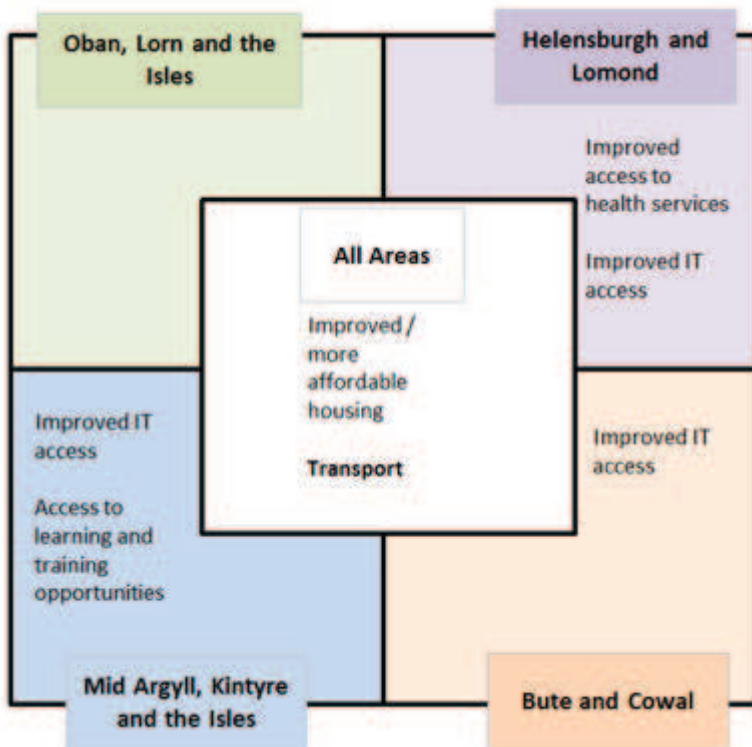 Oban, Lorn and the
Isles
Helensburgh and
Lomond
Improved
access to
health services
Improved IT
access
All Areas
Improved /
more
affordable
housing
Transport
Improved IT
access
Access to
learning and
training
opportunities
Improved IT
access
Mid Argyll, Kintyre
and the Isles
Bute and Cowal